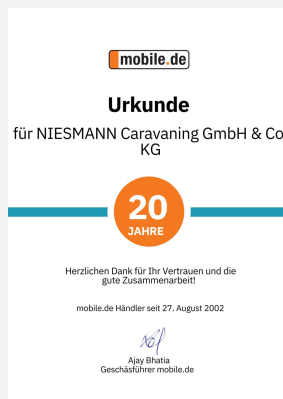 mobile.de
Urkunde
für NIESMANN Caravaning GmbH & Co
KG
20
JAHRE
Herzlichen Dank für Ihr Vertrauen und die
gute Zusammenarbeit!
mobile.de Händler seit 27. August 2002
Ajay Bhatia
Geschäsführer mobile.de